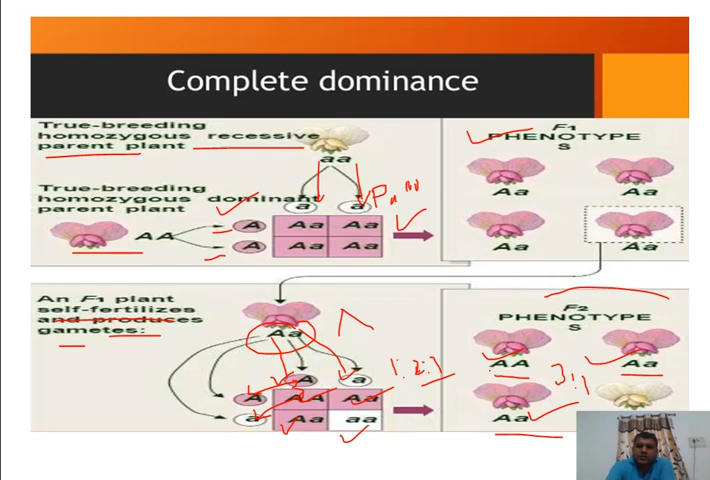 Complete dominance
True-breeding
homozygous recessive
parent plant
aa
True-breeding
homozygous dominant
parent plant
AA
a
a
A
Aa
Aa
A
Aa
Aa
F1
PHENOTYPE
S
Aa
Aa
Aa
Aa
An F1 plant
self-fertilizes
and produces
gametes:
Aa
A
a
A
AA
Aa
a
Aa
aa
1:2:1
F2
PHENOTYPE
S
AA
Aa
Aa
3:1